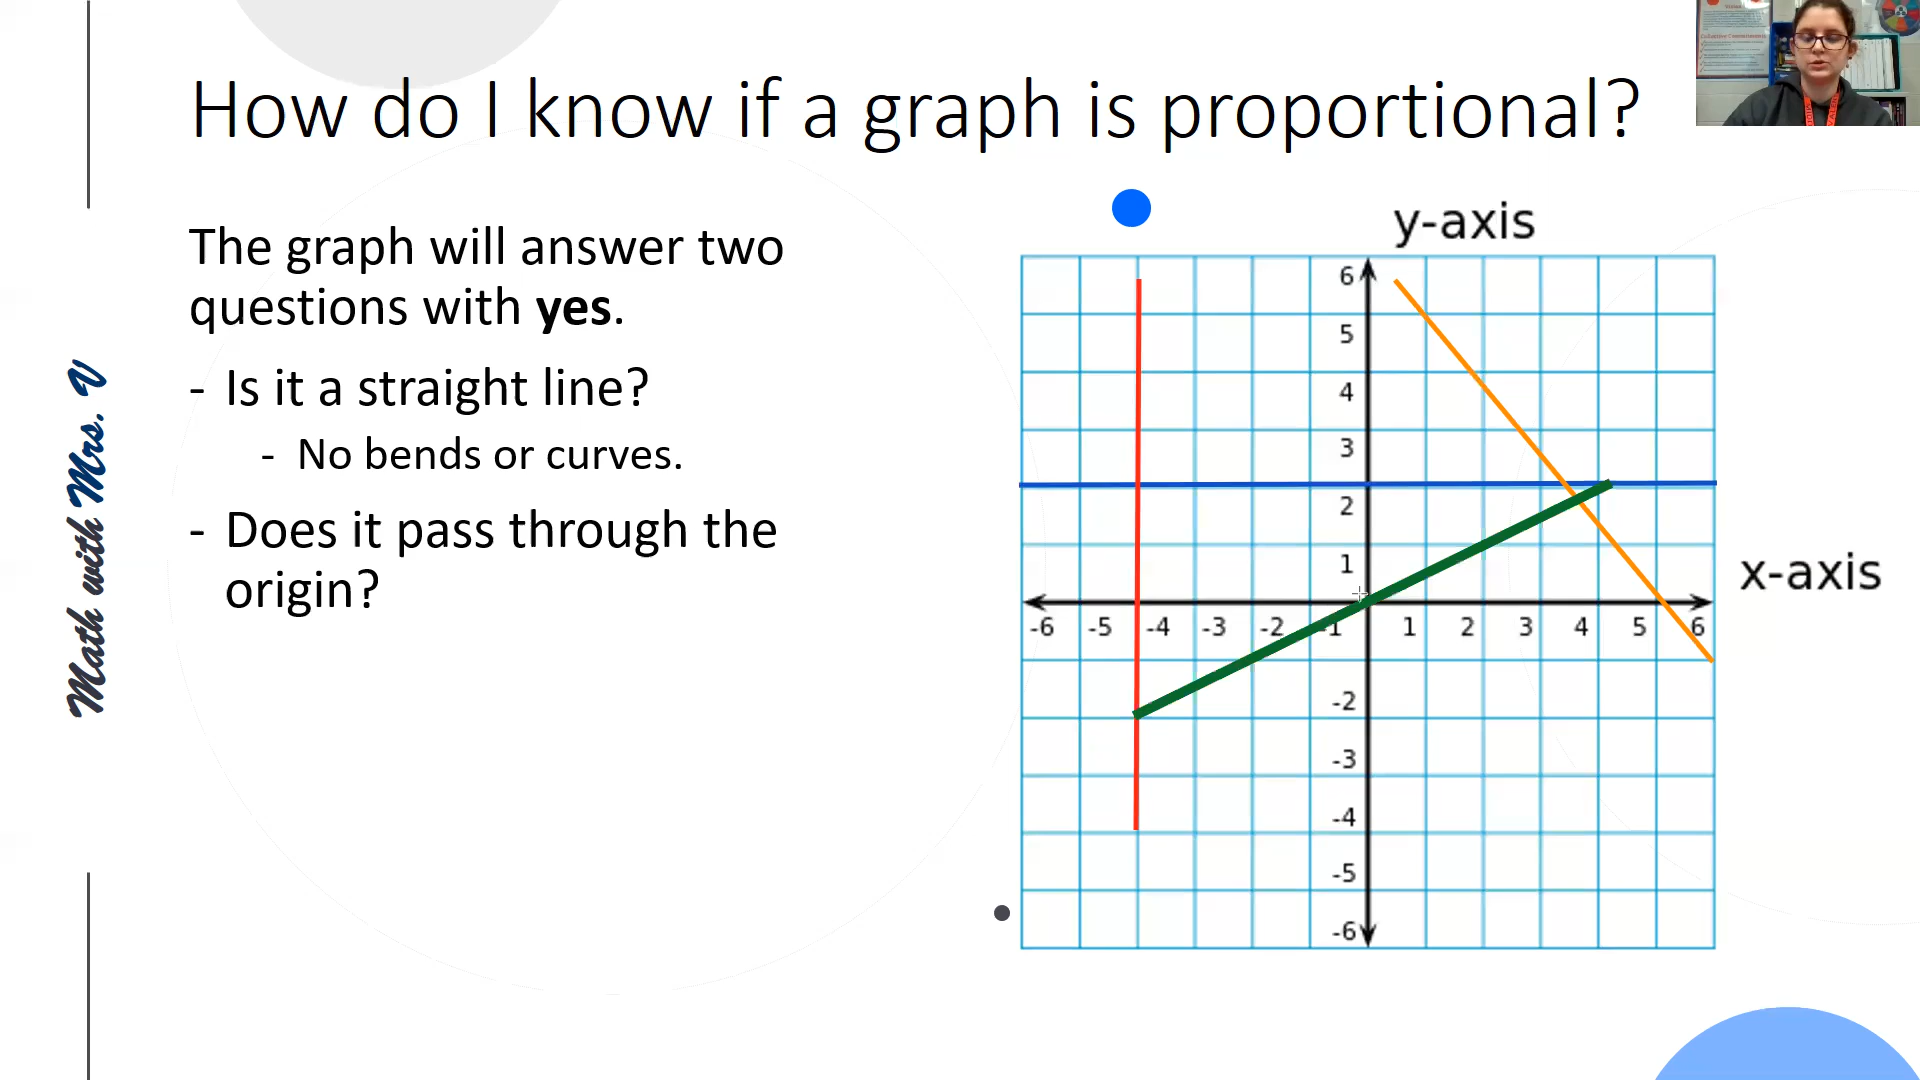 How do I know if a graph is proportional?
The graph will answer two
questions with yes.
- Is it a straight line?
- No bends or curves.
- Does it pass through the
origin?
Math with Mrs. V
y-axis
x-axis
6
5
4
3
2
1
-6 -5 -4 -3 -2 -1 1 2 3 4 5 6
-2
-3
-4
-5
-6